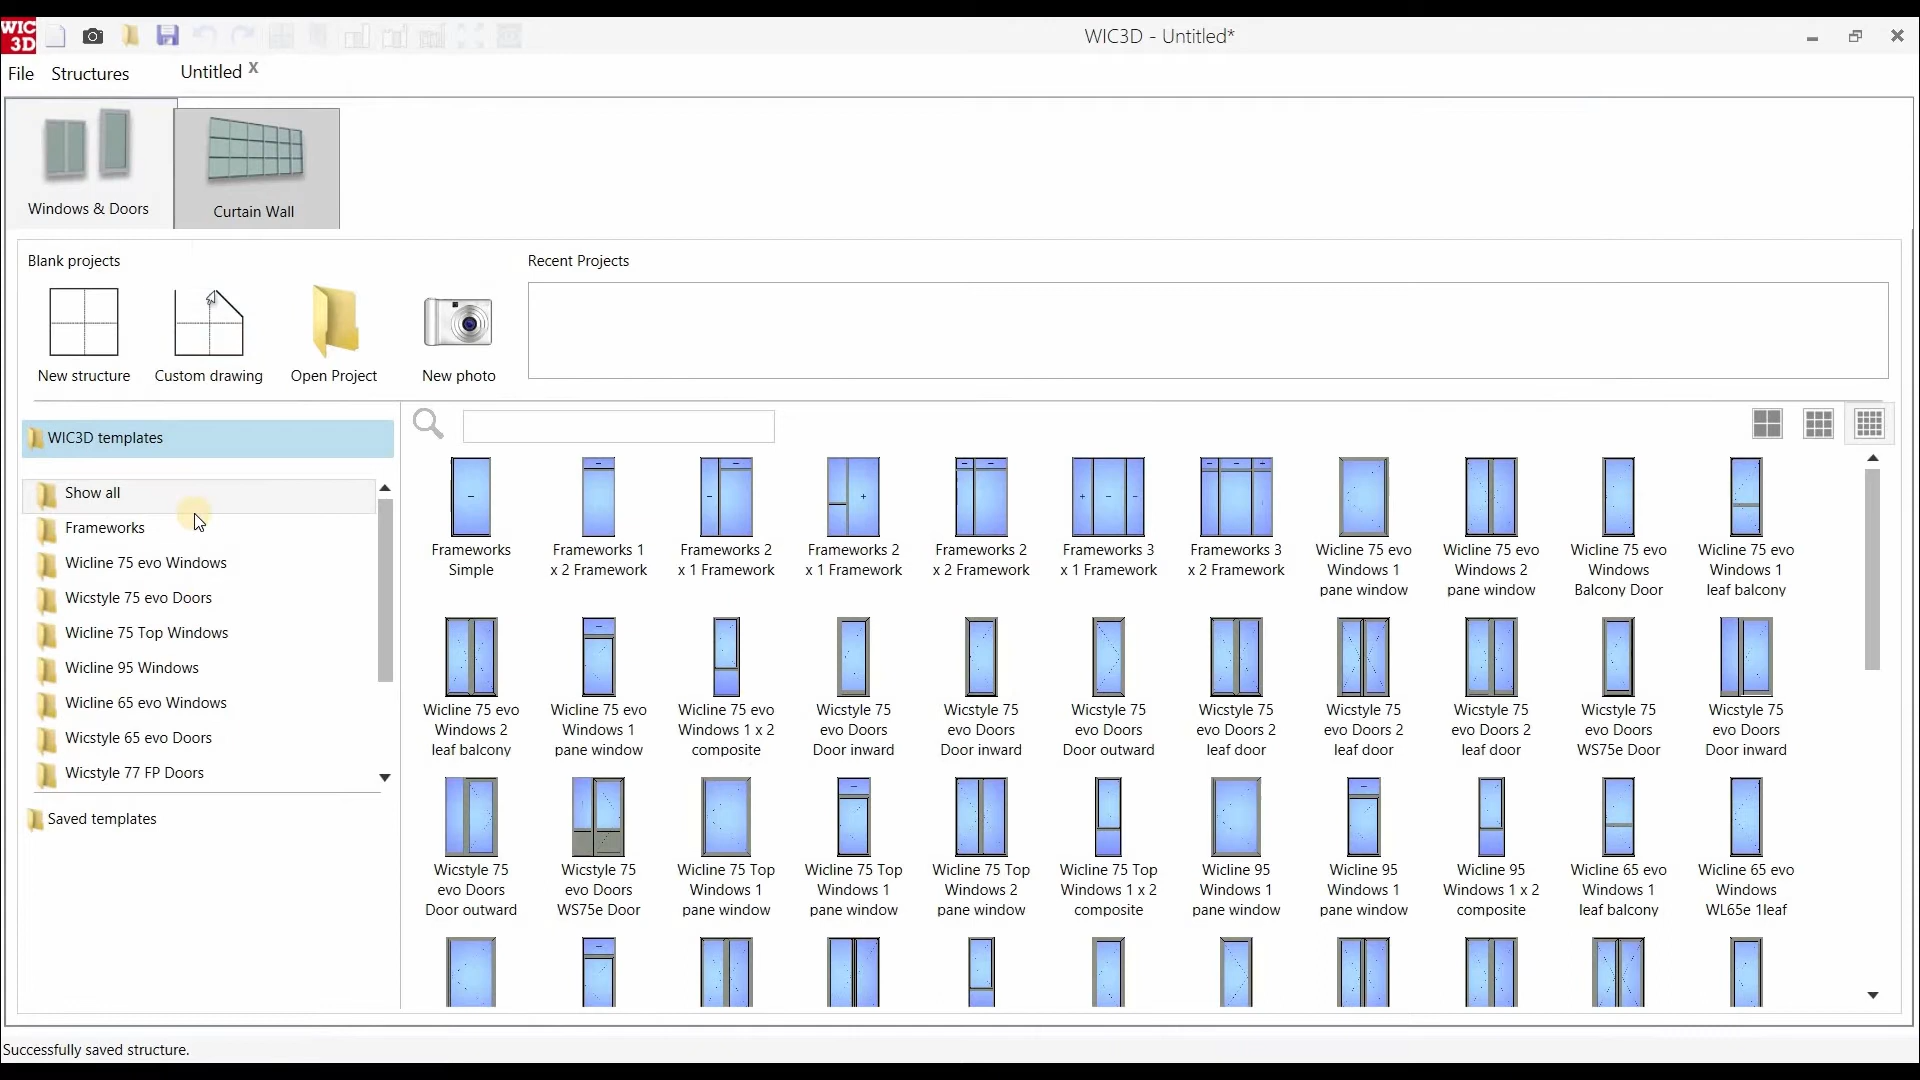 WIC
3D
WIC3D - Untitled*
File Structures Untitled X
Windows & Doors
Curtain Wall
Blank projects
Recent Projects
New structure
Custom drawing
Open Project
New photo
WIC3D templates
Show all
Frameworks
Wicline 75 evo Windows
Wicstyle 75 evo Doors
Wicline 75 Top Windows
Wicline 95 Windows
Wicline 65 evo Windows
Wicstyle 65 evo Doors
Wicstyle 77 FP Doors
Saved templates
Frameworks
Simple
Frameworks 1
x 2 Framework
Frameworks 2
x 1 Framework
Frameworks 2
x 1 Framework
Frameworks 2
x 2 Framework
Frameworks 3
x 1 Framework
Frameworks 3
x 2 Framework
Wicline 75 evo
Windows 1
pane window
Wicline 75 evo
Windows 2
pane window
Wicline 75 evo
Windows
Balcony Door
Wicline 75 evo
Windows 1
leaf balcony
Wicline 75 evo
Windows 2
leaf balcony
Wicline 75 evo
Windows 1
pane window
Wicline 75 evo
Windows 1 x 2
composite
Wicstyle 75
evo Doors
Door inward
Wicstyle 75
evo Doors
Door inward
Wicstyle 75
evo Doors
Door outward
Wicstyle 75
evo Doors 2
leaf door
Wicstyle 75
evo Doors 2
leaf door
Wicstyle 75
evo Doors 2
leaf door
Wicstyle 75
evo Doors
WS75e Door
Wicstyle 75
evo Doors
Door inward
Wicstyle 75
evo Doors
Door outward
Wicstyle 75
evo Doors
WS75e Door
Wicline 75 Top
Windows 1
pane window
Wicline 75 Top
Windows 1
pane window
Wicline 75 Top
Windows 2
pane window
Wicline 75 Top
Windows 1 x 2
composite
Wicline 95
Windows 1
pane window
Wicline 95
Windows 1
pane window
Wicline 95
Windows 1 x 2
composite
Wicline 65 evo
Windows 1
leaf balcony
Wicline 65 evo
Windows
WL65e 1leaf
Successfully saved structure.